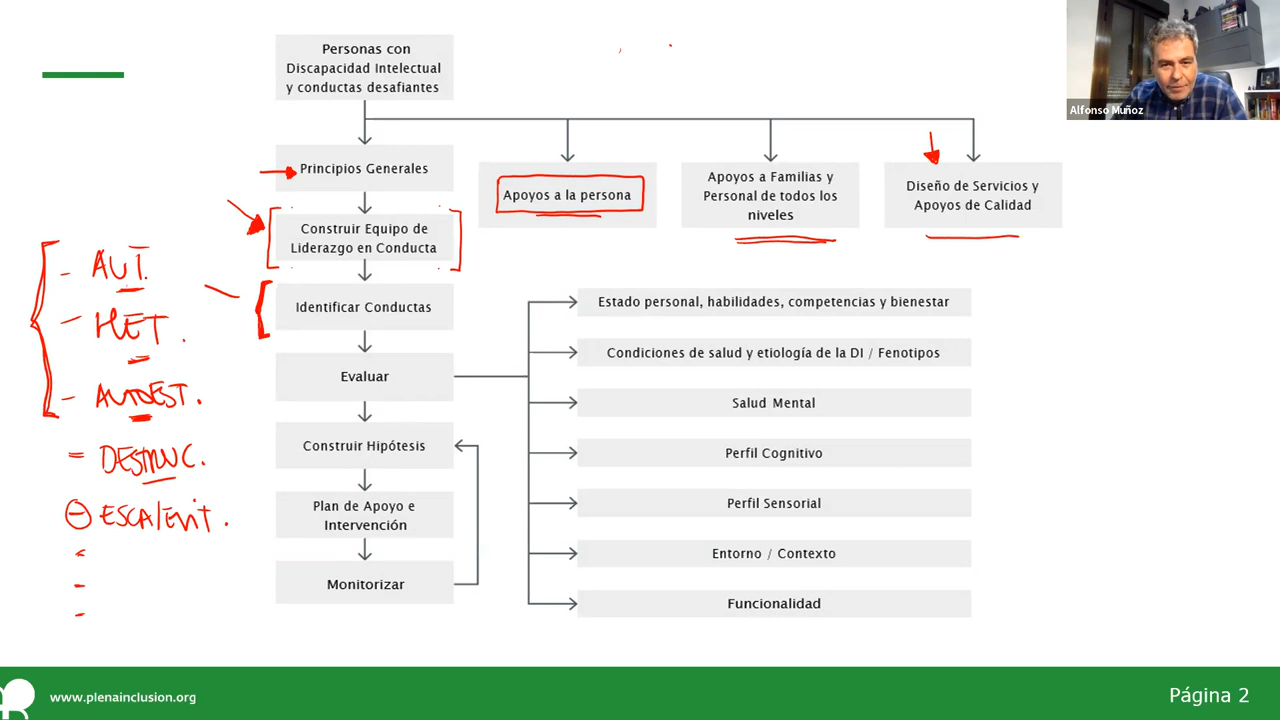 Personas con
Discapacidad Intelectual
y conductas desafiantes
Alfonso Muñoz
Principios Generales
Apoyos a la persona
Apoyos a Familias y
Personal de todos los
niveles
Diseño de Servicios y
Apoyos de Calidad
Construir Equipo de
Liderazgo en Conducta
Identificar Conductas
Evaluar
Construir Hipótesis
Plan de Apoyo e
Intervención
Monitorizar
Estado personal, habilidades, competencias y bienestar
Condiciones de salud y etiología de la DI / Fenotipos
Salud Mental
Perfil Cognitivo
Perfil Sensorial
Entorno / Contexto
Funcionalidad
- AUT.
- HET.
- AUTOEST.
= DESTRUC.
www.plenainclusion.org
Página 2